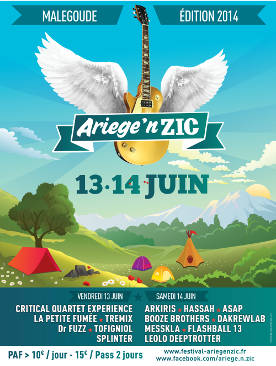 MALEGOUDE
ÉDITION 2014
Ariege'n ZIC
13·14 JUIN
VENDREDI 13 JUIN
CRITICAL QUARTET EXPERIENCE
LA PETITE FUMÉE • TREMIX
Dr FUZZ • TOFIGNIOL
SPLINTER
SAMEDI 14 JUIN
ARKIRIS • HASSAH • ASAP
BOOZE BROTHERS • DAKREWLAB
MESSKLA • FLASHBALL 13
LEOLO DEEPTROTTER
PAF > 10€ / jour - 15€ / Pass 2 jours
www.festival-ariegenzic.fr
www.facebook.com/ariege.n.zic